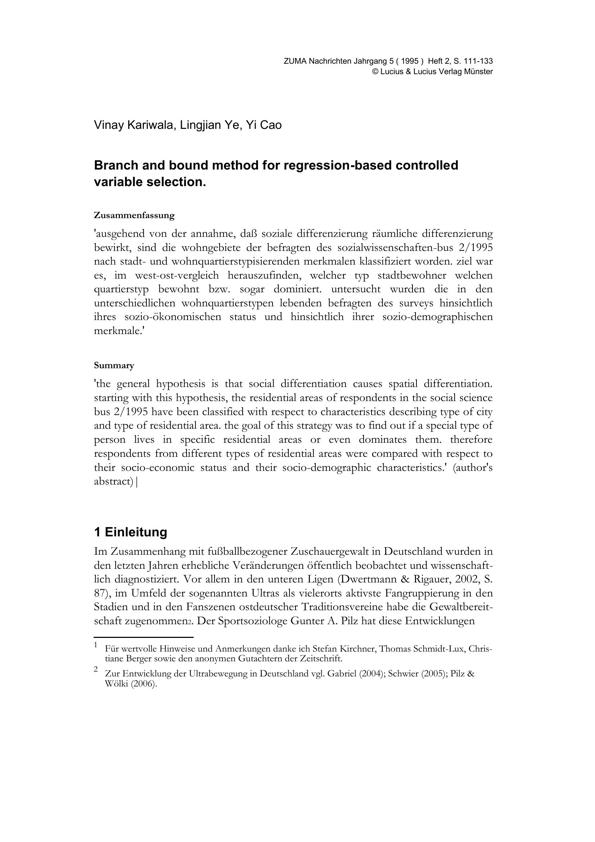 ZUMA Nachrichten Jahrgang 5 ( 1995 )  Heft 2, S. 111-133
© Lucius & Lucius Verlag Münster
Vinay Kariwala, Lingjian Ye, Yi Cao
Branch and bound method for regression-based controlled
variable selection.
Zusammenfassung
'ausgehend von der annahme, daß soziale differenzierung räumliche differenzierung
bewirkt, sind die wohngebiete der befragten des sozialwissenschaften-bus 2/1995
nach stadt- und wohnquartierstypisierenden merkmalen klassifiziert worden. ziel war
es, im west-ost-vergleich herauszufinden, welcher typ stadtbewohner welchen
quartierstyp bewohnt bzw. sogar dominiert. untersucht wurden die in den
unterschiedlichen wohnquartierstypen lebenden befragten des surveys hinsichtlich
ihres sozio-ökonomischen status und hinsichtlich ihrer sozio-demographischen
merkmale.'
Summary
'the general hypothesis is that social differentiation causes spatial differentiation.
starting with this hypothesis, the residential areas of respondents in the social science
bus 2/1995 have been classified with respect to characteristics describing type of city
and type of residential area. the goal of this strategy was to find out if a special type of
person lives in specific residential areas or even dominates them. therefore
respondents from different types of residential areas were compared with respect to
their socio-economic status and their socio-demographic characteristics.' (author's
abstract)|
1 Einleitung
Im Zusammenhang mit fußballbezogener Zuschauergewalt in Deutschland wurden in
den letzten Jahren erhebliche Veränderungen öffentlich beobachtet und wissenschaft-
lich diagnostiziert. Vor allem in den unteren Ligen (Dwertmann & Rigauer, 2002, S.
87), im Umfeld der sogenannten Ultras als vielerorts aktivste Fangruppierung in den
Stadien und in den Fanszenen ostdeutscher Traditionsvereine habe die Gewaltbereit-
schaft zugenommen2. Der Sportsoziologe Gunter A. Pilz hat diese Entwicklungen
1 Für wertvolle Hinweise und Anmerkungen danke ich Stefan Kirchner, Thomas Schmidt-Lux, Chris-
tiane Berger sowie den anonymen Gutachtern der Zeitschrift.
2 Zur Entwicklung der Ultrabewegung in Deutschland vgl. Gabriel (2004); Schwier (2005); Pilz &
Wölki (2006).